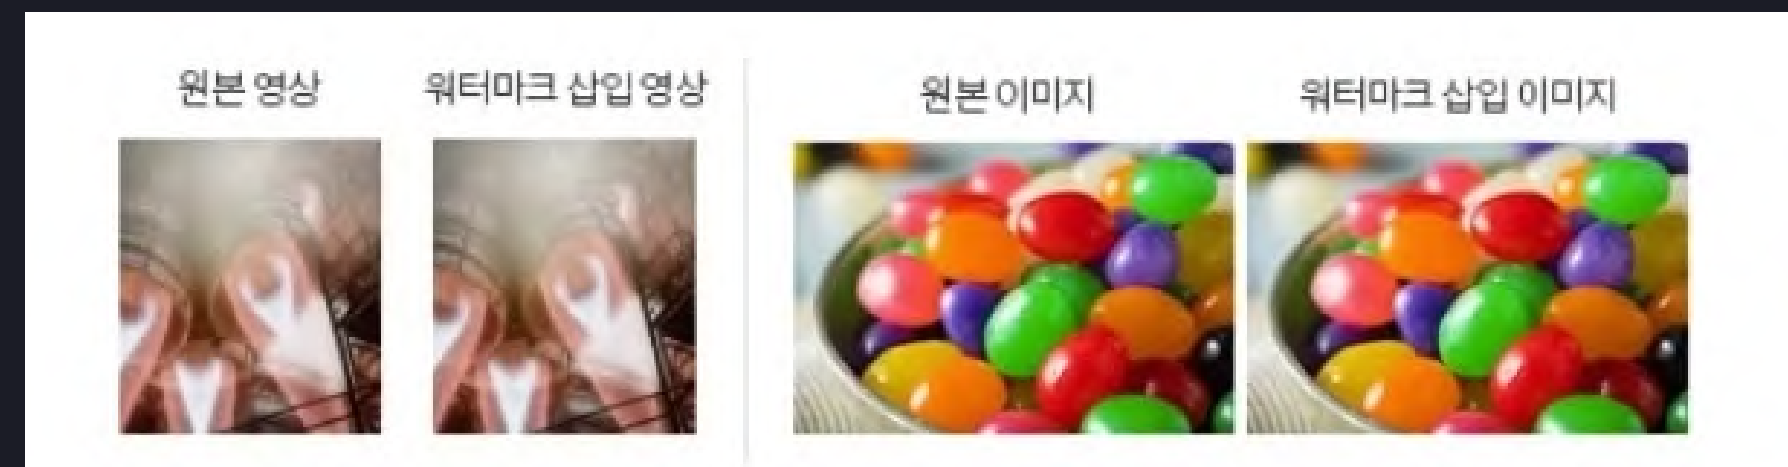 원본 영상
워터마크 삽입 영상
원본 이미지
워터마크 삽입 이미지